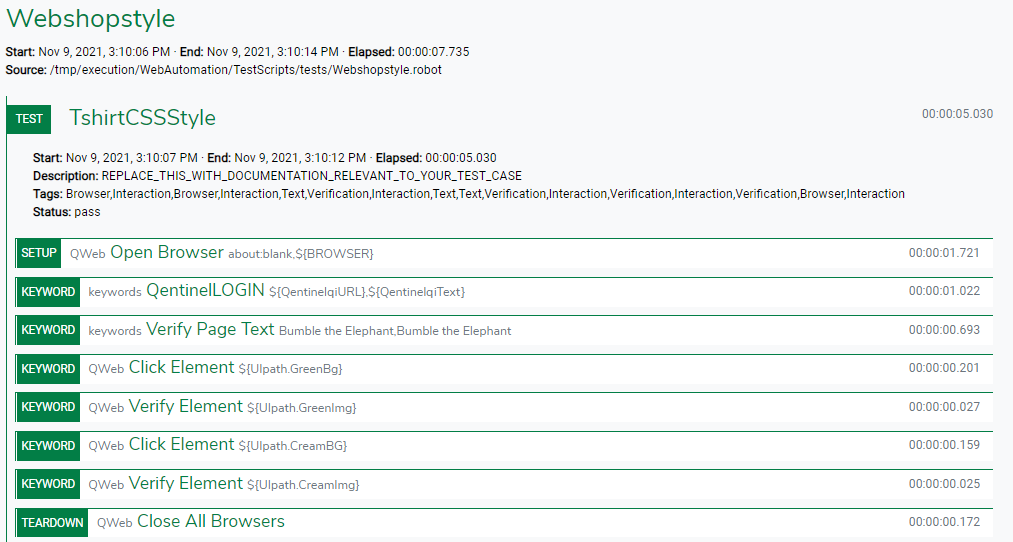 Webshopstyle
Start: Nov 9, 2021, 3:10:06 PM · End: Nov 9, 2021, 3:10:14 PM · Elapsed: 00:00:07.735
Source: /tmp/execution/WebAutomation/TestScripts/tests/Webshopstyle.robot
TEST TshirtCSSStyle 00:00:05.030
Start: Nov 9, 2021, 3:10:07 PM · End: Nov 9, 2021, 3:10:12 PM · Elapsed: 00:00:05.030
Description: REPLACE_THIS_WITH_DOCUMENTATION_RELEVANT_TO_YOUR_TEST_CASE
Tags: Browser,Interaction,Browser,Interaction,Text,Verification,Interaction,Text,Text,Verification,Interaction,Verification,Interaction,Verification,Browser,Interaction
Status: pass
SETUP QWeb Open Browser about:blank,${BROWSER} 00:00:01.721
KEYWORD keywords QentinelLOGIN ${QentinelqiURL},${QentinelqiText} 00:00:01.022
KEYWORD keywords Verify Page Text Bumble the Elephant,Bumble the Elephant 00:00:00.693
KEYWORD QWeb Click Element ${UIpath.GreenBg} 00:00:00.201
KEYWORD QWeb Verify Element ${UIpath.GreenImg} 00:00:00.027
KEYWORD QWeb Click Element ${UIpath.CreamBG} 00:00:00.159
KEYWORD QWeb Verify Element ${UIpath.CreamImg} 00:00:00.025
TEARDOWN QWeb Close All Browsers 00:00:00.172